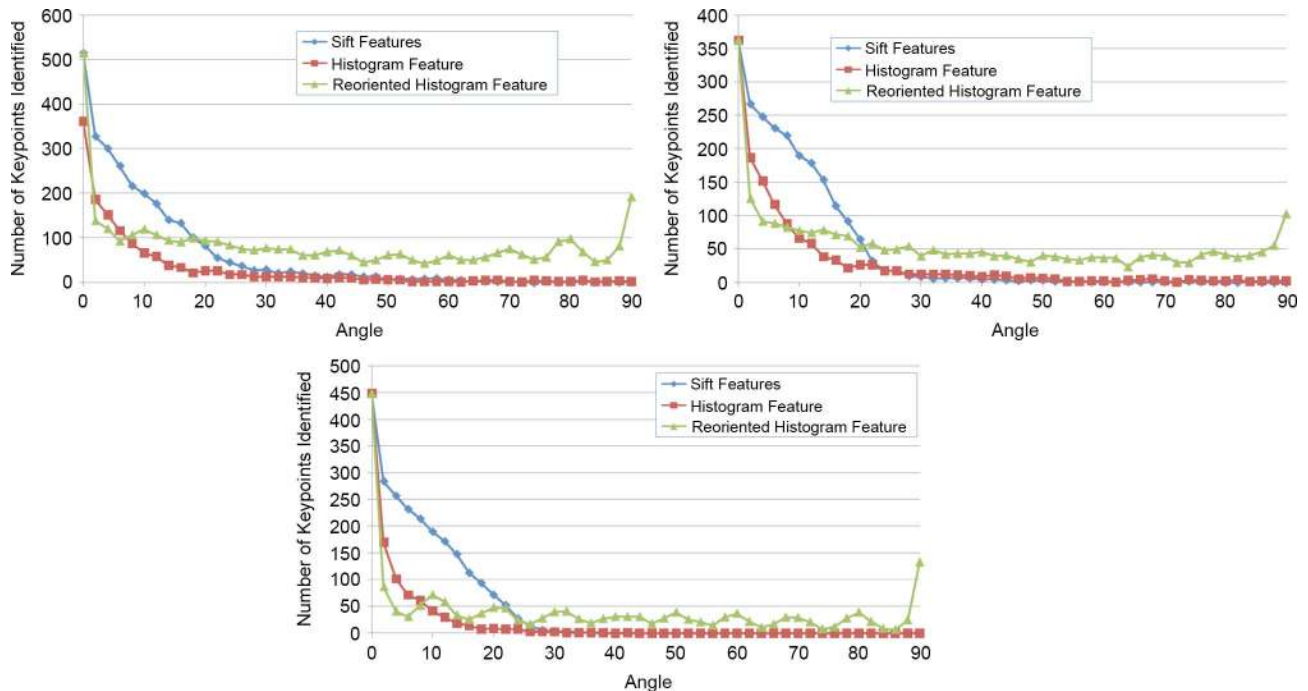 600
500
400
300
200
100
0
Number of Keypoints Identified
Sift Features
Histogram Feature
Reoriented Histogram Feature
0 10 20 30 40 50 60 70 80 90
Angle
400
350
300
250
200
150
100
50
0
Number of Keypoints Identified
Sift Features
Histogram Feature
Reoriented Histogram Feature
0 10 20 30 40 50 60 70 80 90
Angle
500
450
400
350
300
250
200
150
100
50
0
Number of Keypoints Identified
Sift Features
Histogram Feature
Reoriented Histogram Feature
0 10 20 30 40 50 60 70 80 90
Angle